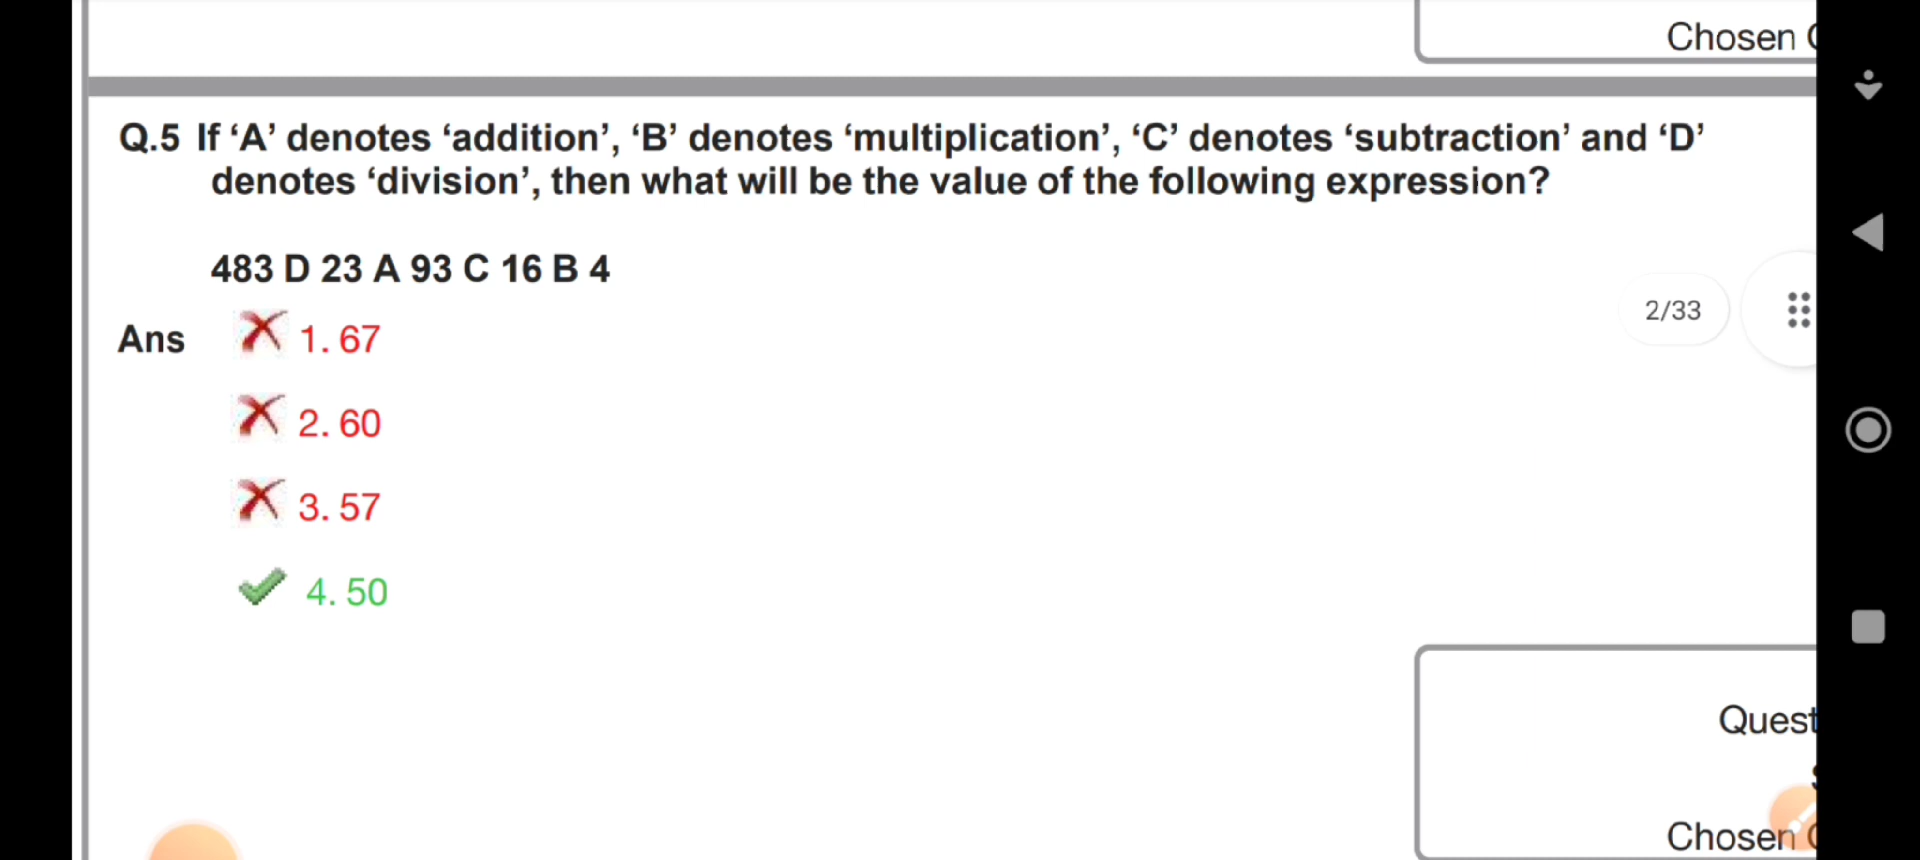 Chosen
Q.5 If ‘A’ denotes ‘addition’, ‘B’ denotes ‘multiplication’, ‘C’ denotes ‘subtraction’ and ‘D’
denotes ‘division’, then what will be the value of the following expression?
483 D 23 A 93 C 16 B 4
2/33
Ans 1. 67
2. 60
3. 57
4. 50
Quest
Chosen